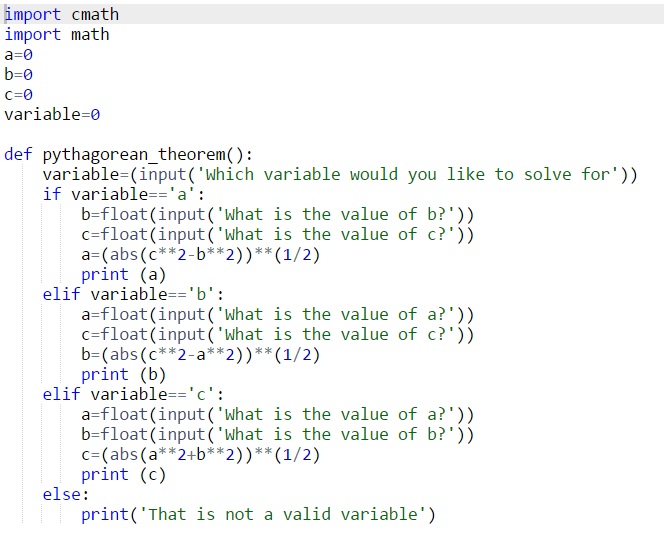 import cmath
import math
a=0
b=0
c=0
variable=0

def pythagorean_theorem():
    variable=(input('Which variable would you like to solve for'))
    if variable=='a':
        b=float(input('What is the value of b?'))
        c=float(input('What is the value of c?'))
        a=(abs(c**2-b**2))**(1/2)
        print (a)
    elif variable=='b':
        a=float(input('What is the value of a?'))
        c=float(input('What is the value of c?'))
        b=(abs(c**2-a**2))**(1/2)
        print (b)
    elif variable=='c':
        a=float(input('What is the value of a?'))
        b=float(input('What is the value of b?'))
        c=(abs(a**2+b**2))**(1/2)
        print (c)
    else:
        print('That is not a valid variable')